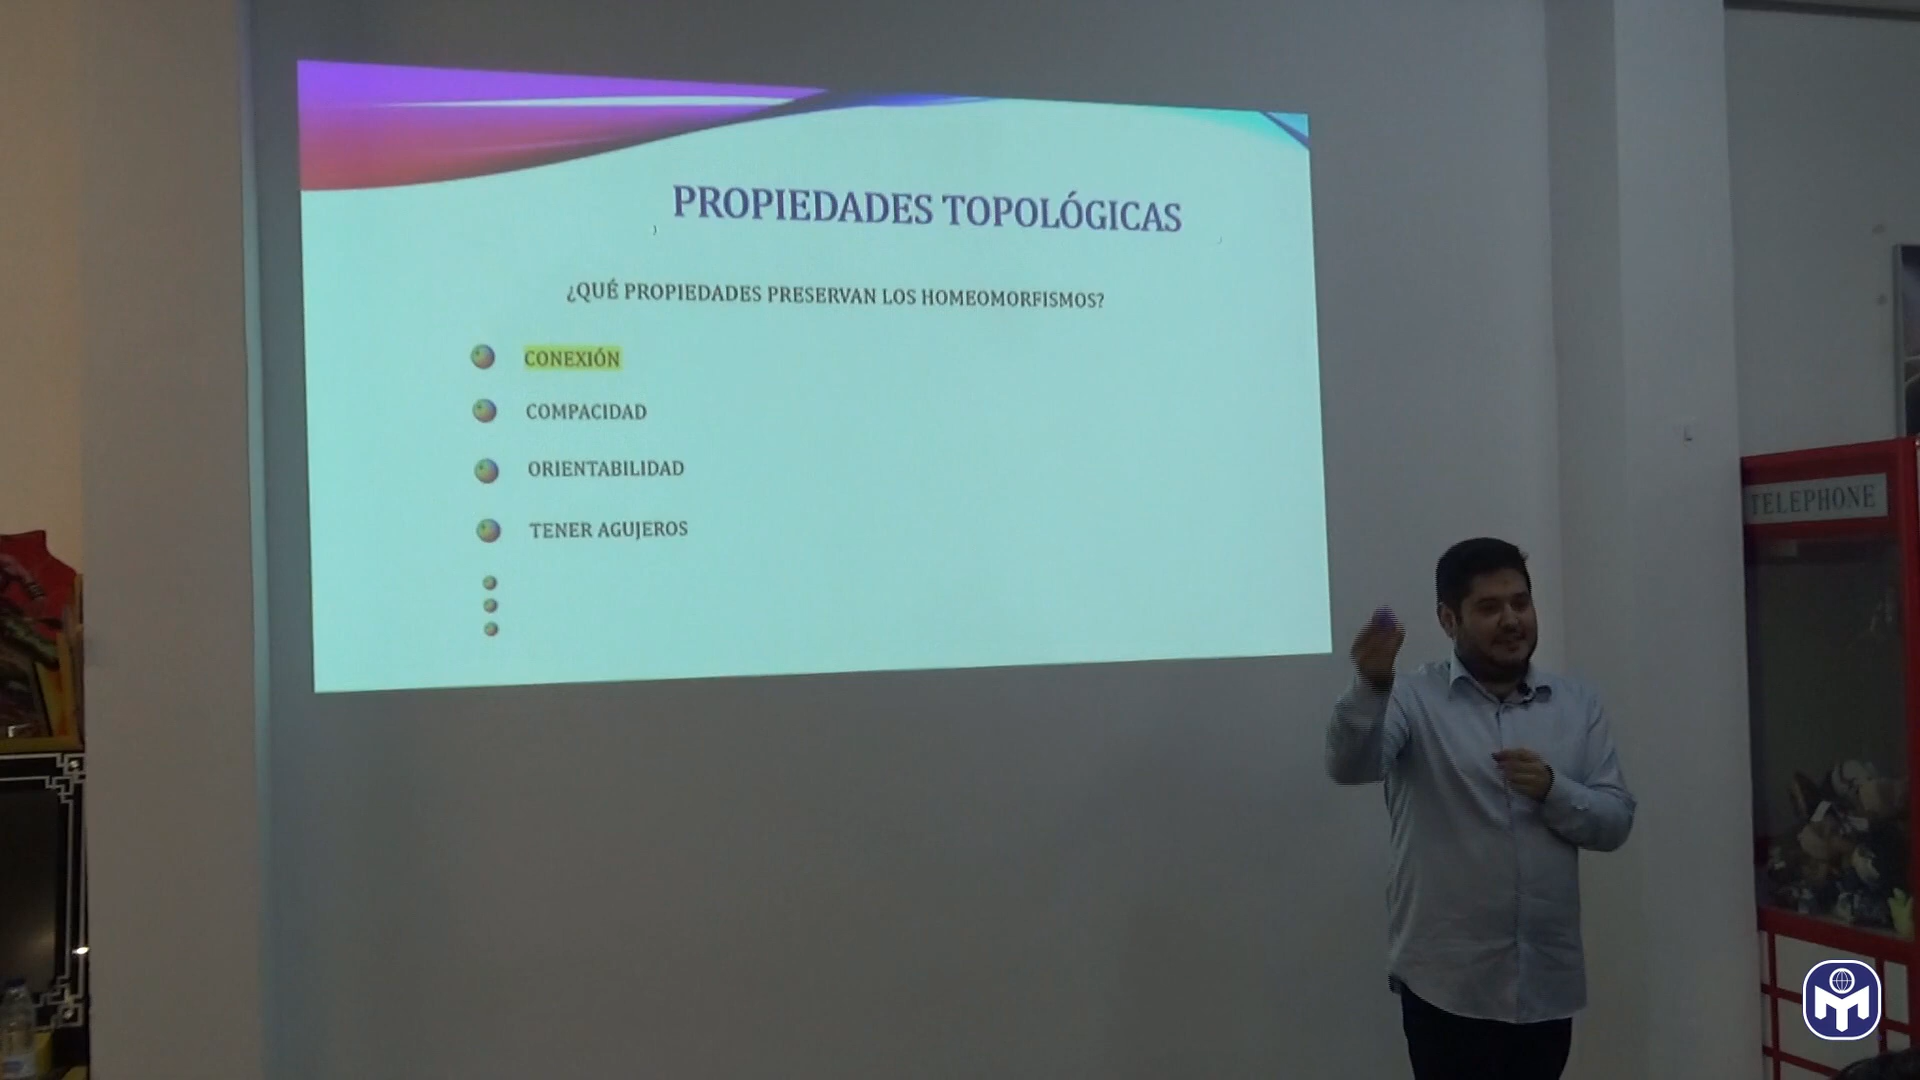 PROPIEDADES TOPOLÓGICAS
¿QUÉ PROPIEDADES PRESERVAN LOS HOMEOMORFISMOS?
CONEXIÓN
COMPACIDAD
ORIENTABILIDAD
TENER AGUJEROS
TELEPHONE